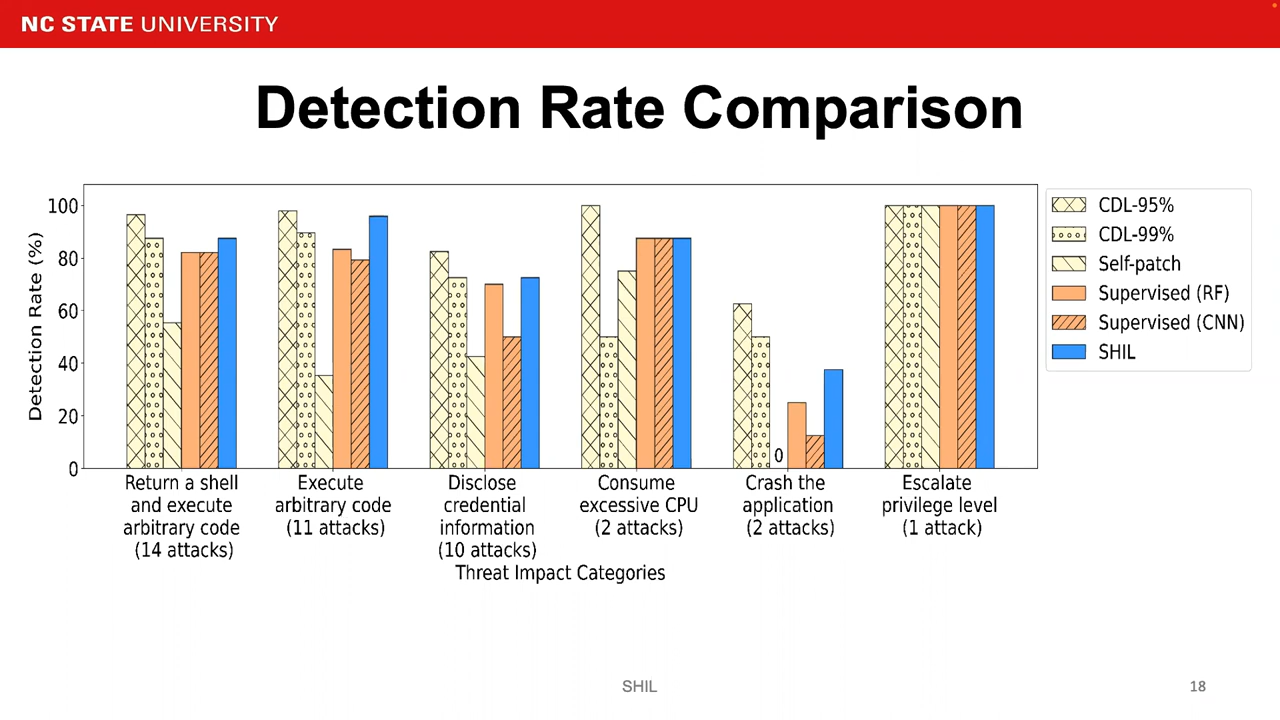 NC STATE UNIVERSITY
Detection Rate Comparison
Detection Rate (%)
100
80
60
40
20
0
0
Return a shell
and execute
arbitrary code
(14 attacks)
Execute
arbitrary code
(11 attacks)
Disclose
credential
information
(10 attacks)
Consume
excessive CPU
(2 attacks)
Crash the
application
(2 attacks)
Escalate
privilege level
(1 attack)
Threat Impact Categories
CDL-95%
CDL-99%
Self-patch
Supervised (RF)
Supervised (CNN)
SHIL
SHIL
18